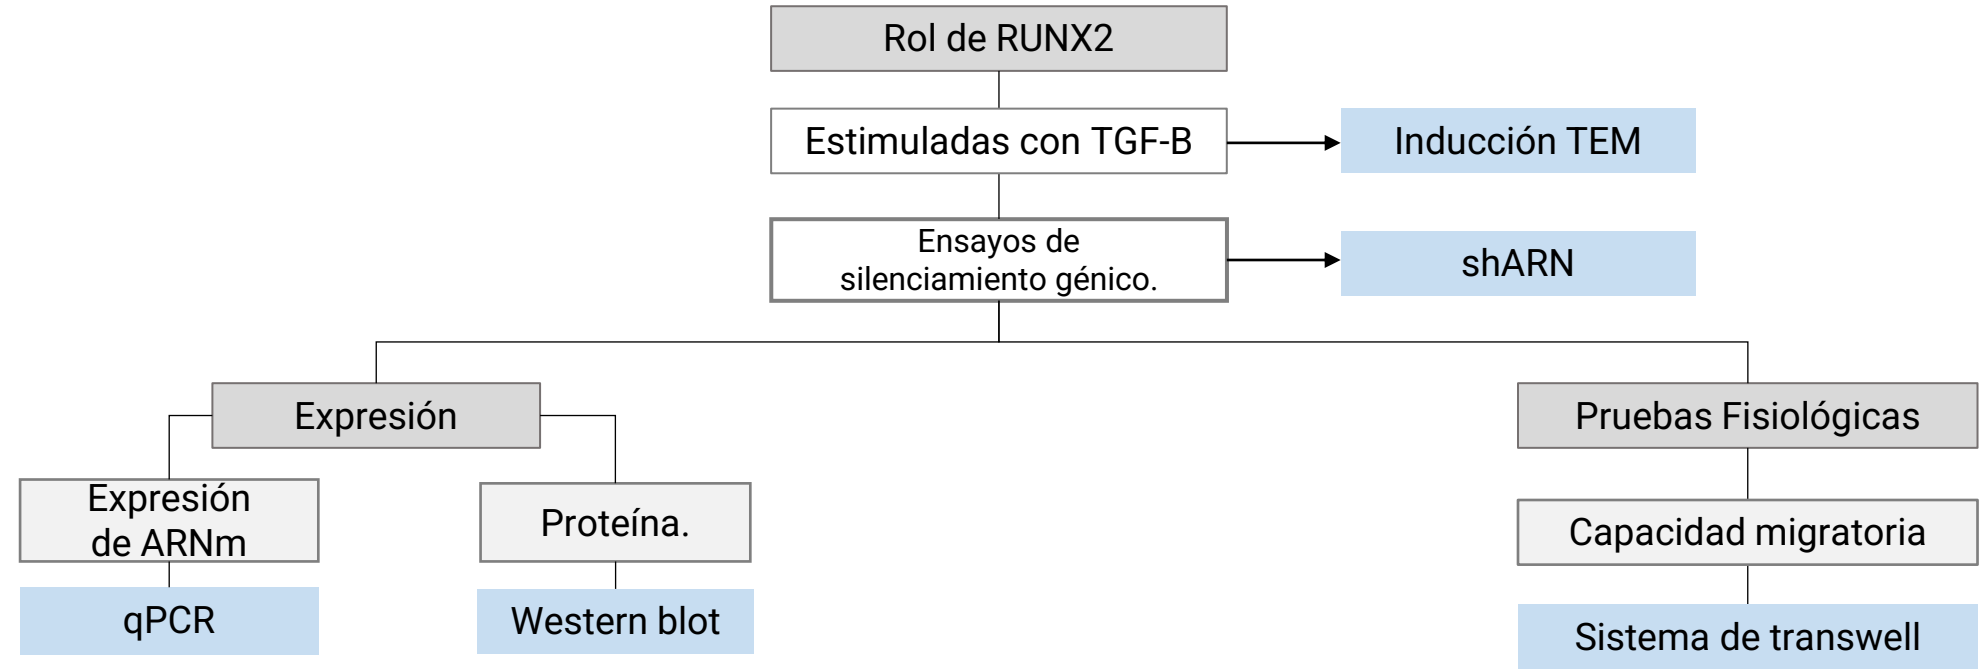 Rol de RUNX2
Estimuladas con TGF-B
Inducción TEM
Ensayos de
silenciamiento génico.
shARN
Expresión
Pruebas Fisiológicas
Expresión
de ARNm
Proteína.
Capacidad migratoria
qPCR
Western blot
Sistema de transwell